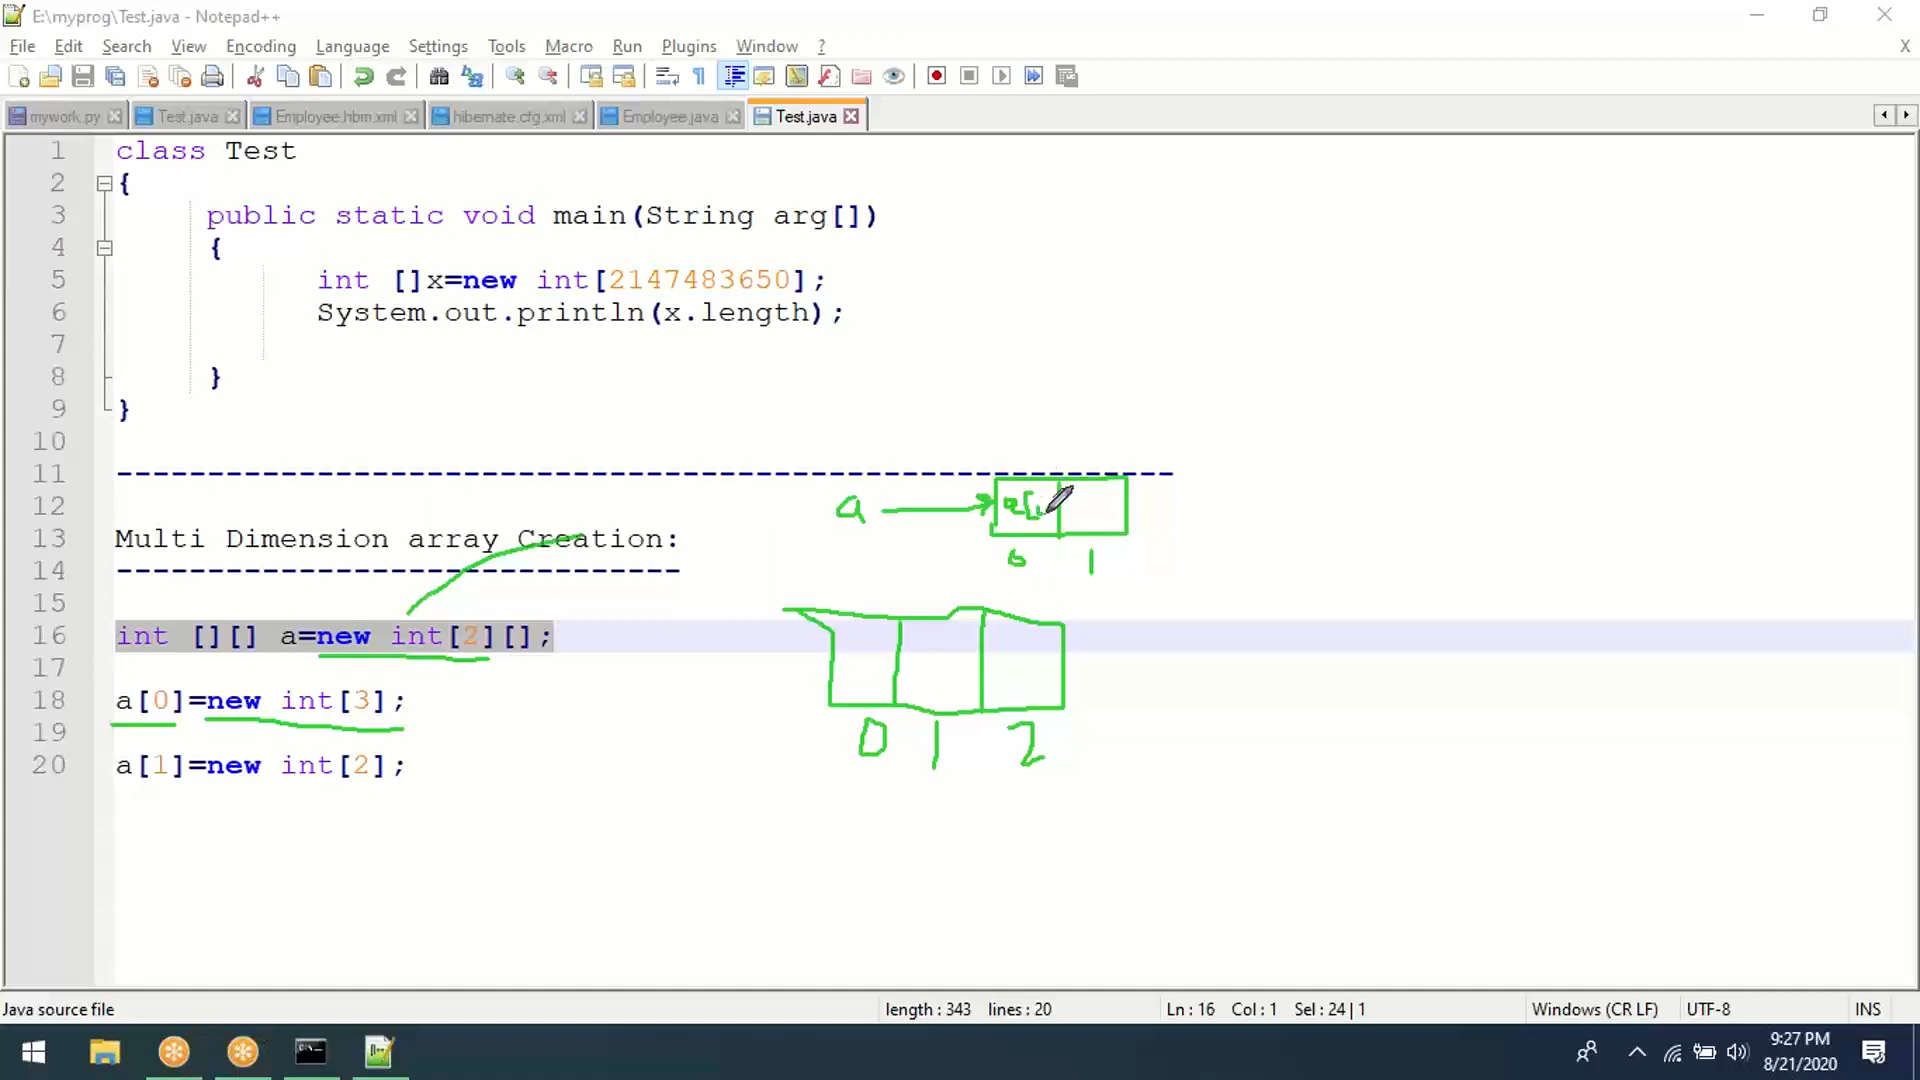 E:\myprog\Test.java - Notepad++
File Edit Search View Encoding Language Settings Tools Macro Run Plugins Window ? X
mywork.py Test.java Employee.hbm.xml hibernate.cfg.xml Employee.java Test.java
1 class Test
2 {
3 public static void main(String arg[])
4 {
5 int []x=new int[2147483650];
6 System.out.println(x.length);
7
8 }
9 }
10
11 ----------------------------------------------------------
12
a
a[
13 Multi Dimension array Creation:
0 1
14 -------------------------------
15
16 int [][] a=new int[2][];
17
18 a[0]=new int[3];
19
0 1 2
20 a[1]=new int[2];
Java source file length : 343 lines : 20 Ln : 16 Col : 1 Sel : 24 | 1 Windows (CR LF) UTF-8 INS
9:27 PM
8/21/2020